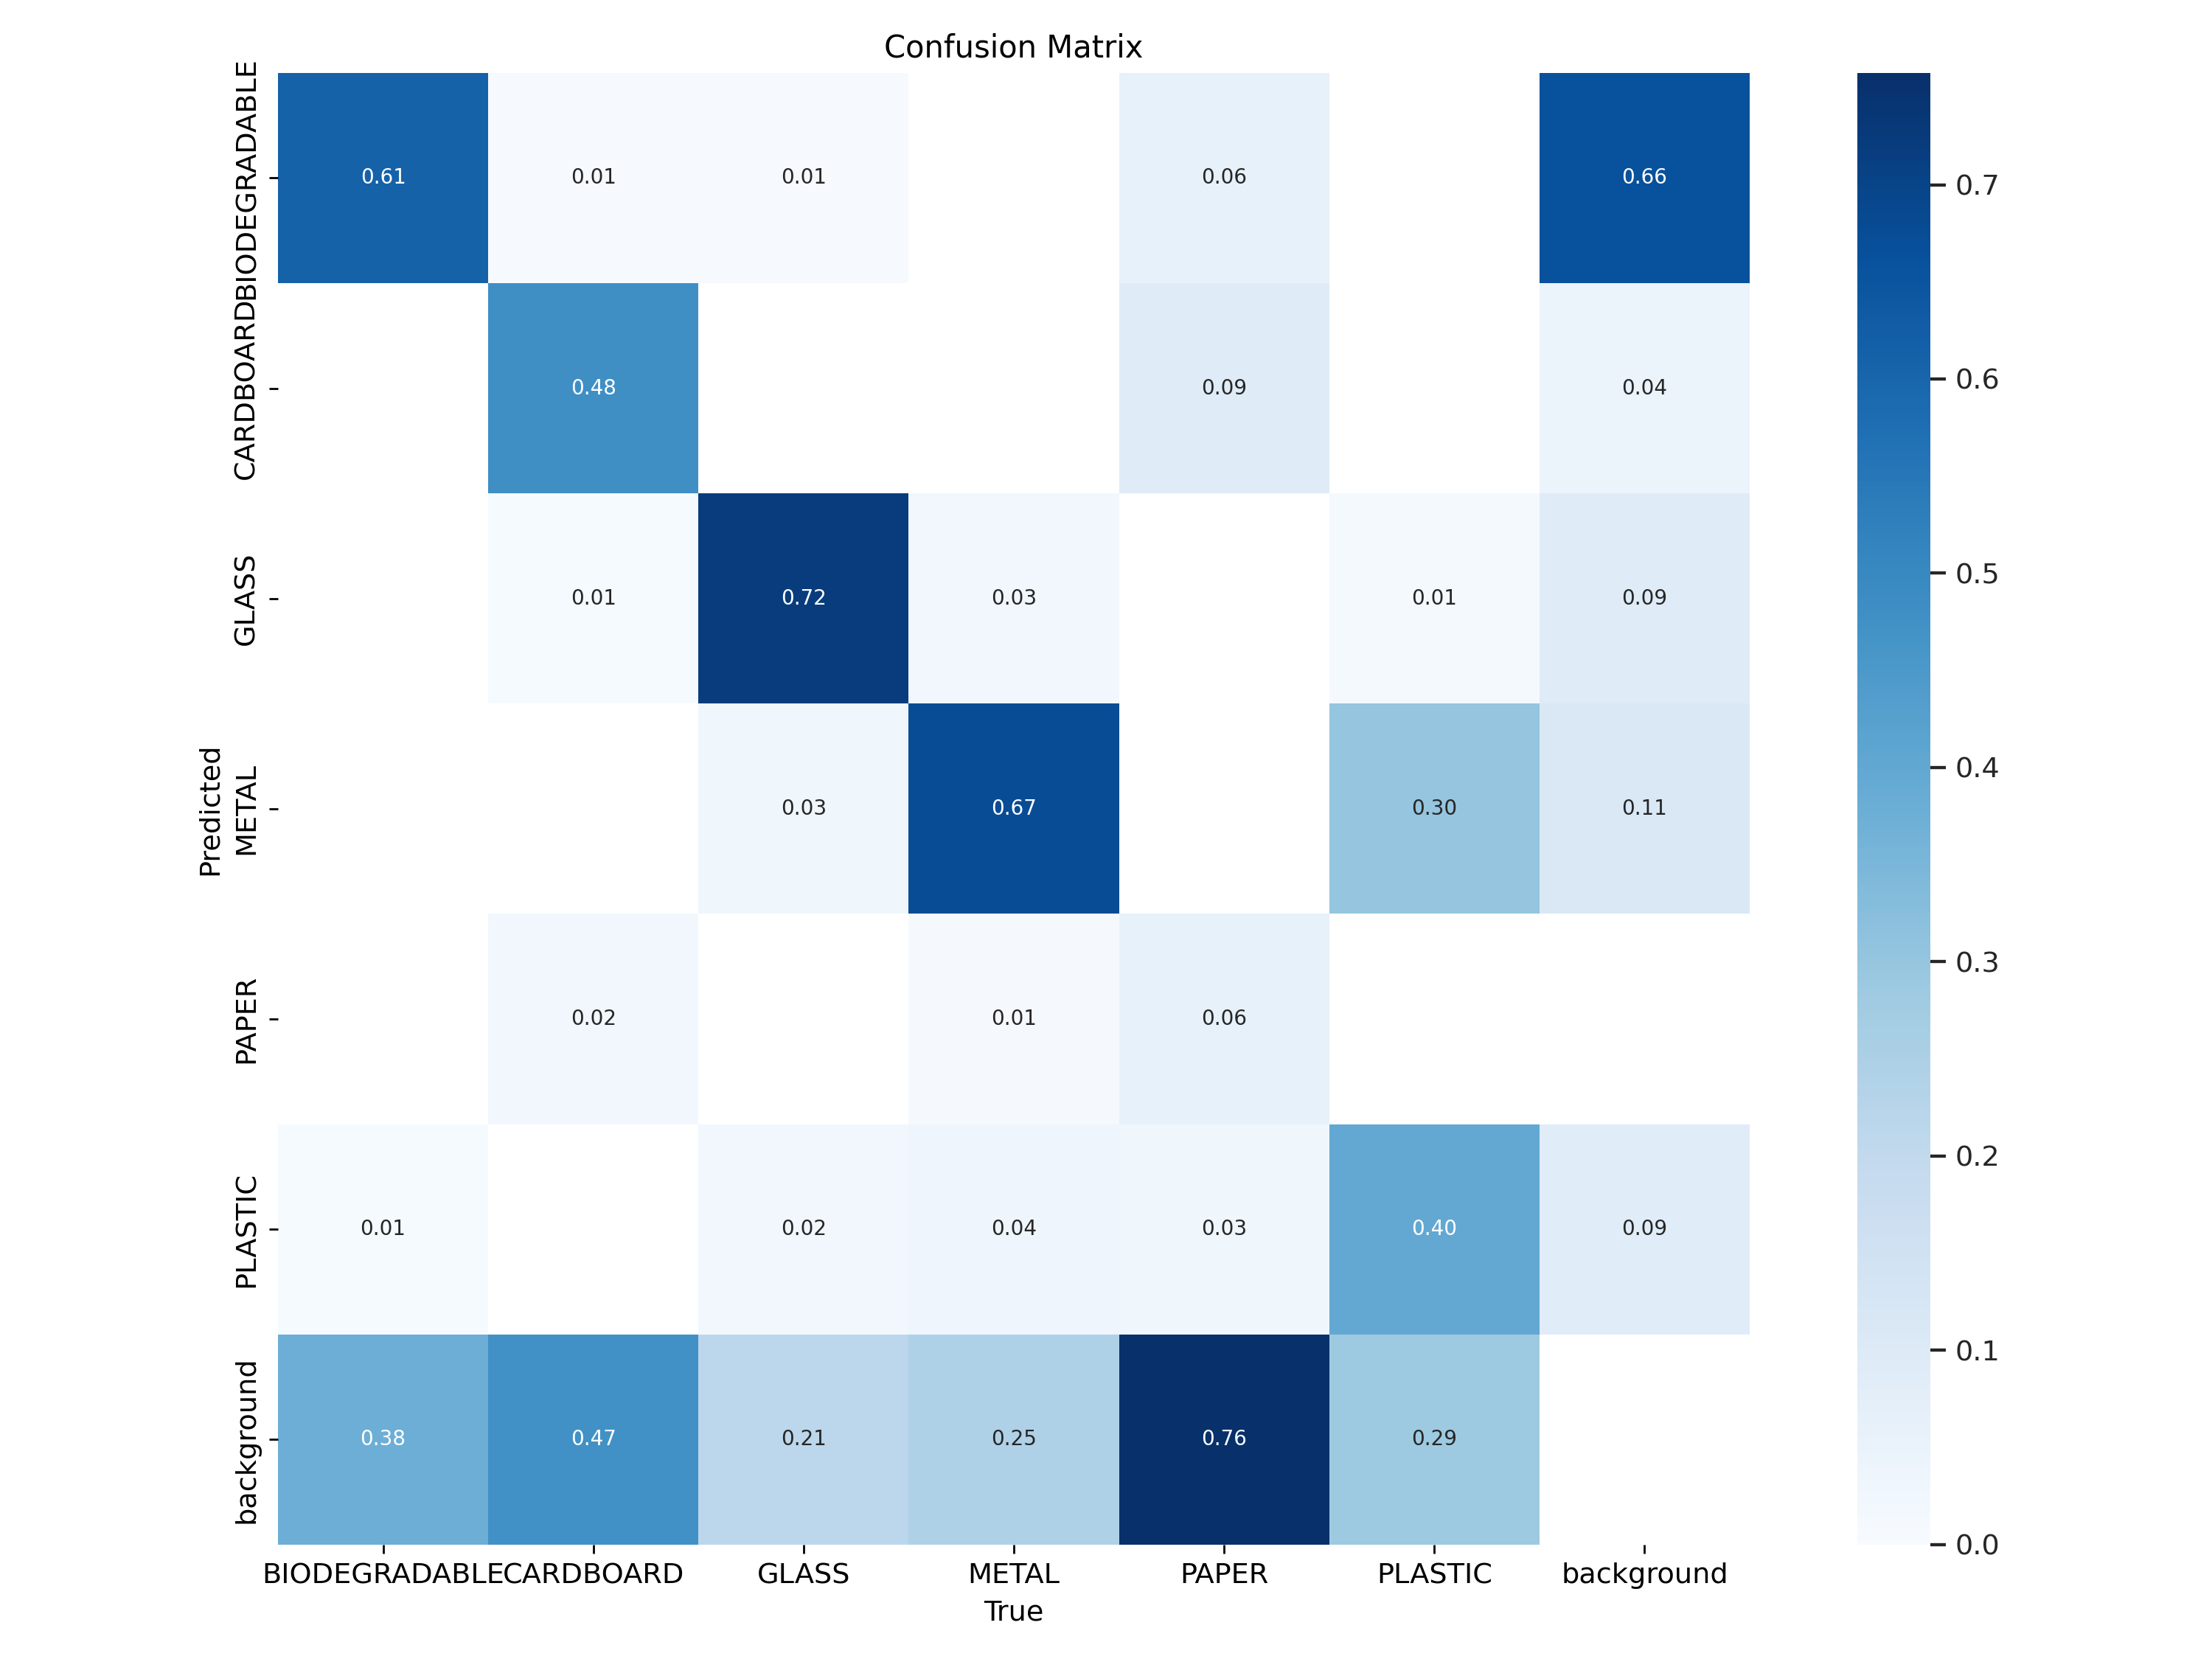 Confusion Matrix
BIODEGRADABLE
0.61 0.01 0.01 0.06 0.66
0.7
0.6
CARDBOARD
0.48 0.09 0.04
0.5
GLASS
0.01 0.72 0.03 0.01 0.09
0.4
Predicted
METAL
0.03 0.67 0.30 0.11
0.3
PAPER
0.02 0.01 0.06
0.2
PLASTIC
0.01 0.02 0.04 0.03 0.40 0.09
0.1
background
0.38 0.47 0.21 0.25 0.76 0.29
0.0
BIODEGRADABLE CARDBOARD GLASS METAL PAPER PLASTIC background
True